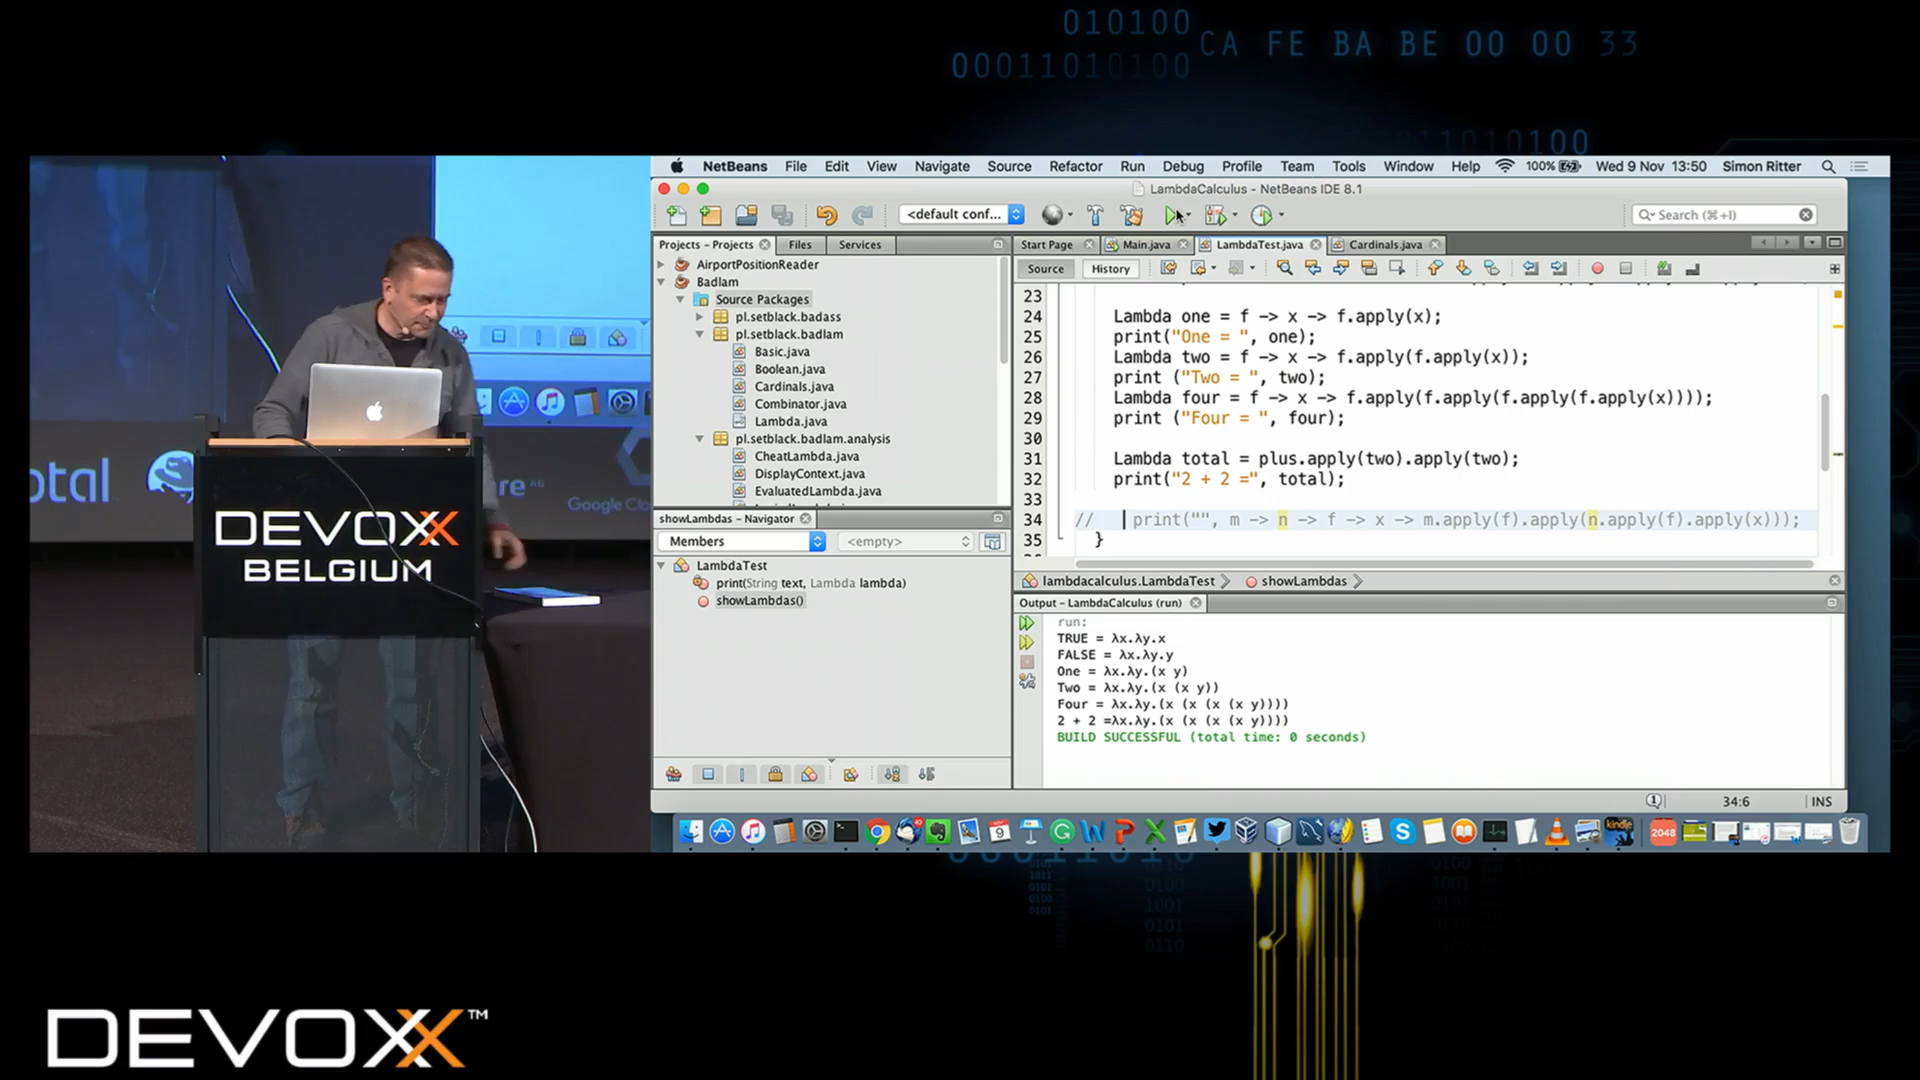 010100
CA FE BA BE 00 00 33
00011010100
1010100
NetBeans File Edit View Navigate Source Refactor Run Debug Profile Team Tools Window Help 100% Wed 9 Nov 13:50 Simon Ritter
LambdaCalculus - NetBeans IDE 8.1
<default conf...
Search (⌘+I)
Projects - Projects Files Services
Start Page Main.java LambdaTest.java Cardinals.java
Source History
AirportPositionReader
Badlam
Source Packages
pl.setblack.badass
pl.setblack.badlam
Basic.java
Boolean.java
Cardinals.java
Combinator.java
Lambda.java
pl.setblack.badlam.analysis
CheatLambda.java
DisplayContext.java
EvaluatedLambda.java
23
24 Lambda one = f -> x -> f.apply(x);
25 print("One = ", one);
26 Lambda two = f -> x -> f.apply(f.apply(x));
27 print ("Two = ", two);
28 Lambda four = f -> x -> f.apply(f.apply(f.apply(f.apply(x))));
29 print ("Four = ", four);
30
31 Lambda total = plus.apply(two).apply(two);
32 print("2 + 2 =", total);
33
34 // print("", m -> n -> f -> x -> m.apply(f).apply(n.apply(f).apply(x)));
35 }
showLambdas - Navigator
Members <empty>
LambdaTest
print(String text, Lambda lambda)
showLambdas()
lambdacalculus.LambdaTest showLambdas
Output - LambdaCalculus (run)
run:
TRUE = λx.λy.x
FALSE = λx.λy.y
One = λx.λy.(x y)
Two = λx.λy.(x (x y))
Four = λx.λy.(x (x (x (x y))))
2 + 2 =λx.λy.(x (x (x (x y))))
BUILD SUCCESSFUL (total time: 0 seconds)
34:6 INS
2048
kindle
otal
Google Clo
DEVOXX
BELGIUM
DEVOXX™